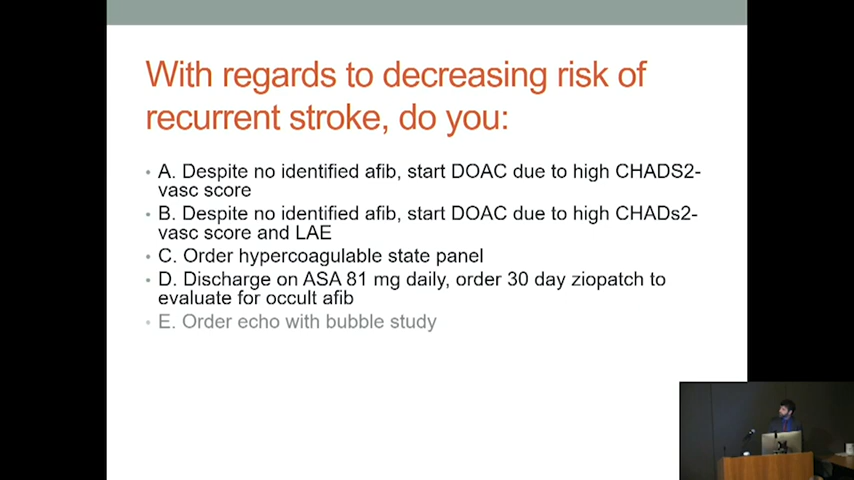 With regards to decreasing risk of
recurrent stroke, do you:
• A. Despite no identified afib, start DOAC due to high CHADS2-
vasc score
• B. Despite no identified afib, start DOAC due to high CHADs2-
vasc score and LAE
• C. Order hypercoagulable state panel
• D. Discharge on ASA 81 mg daily, order 30 day ziopatch to
evaluate for occult afib
• E. Order echo with bubble study